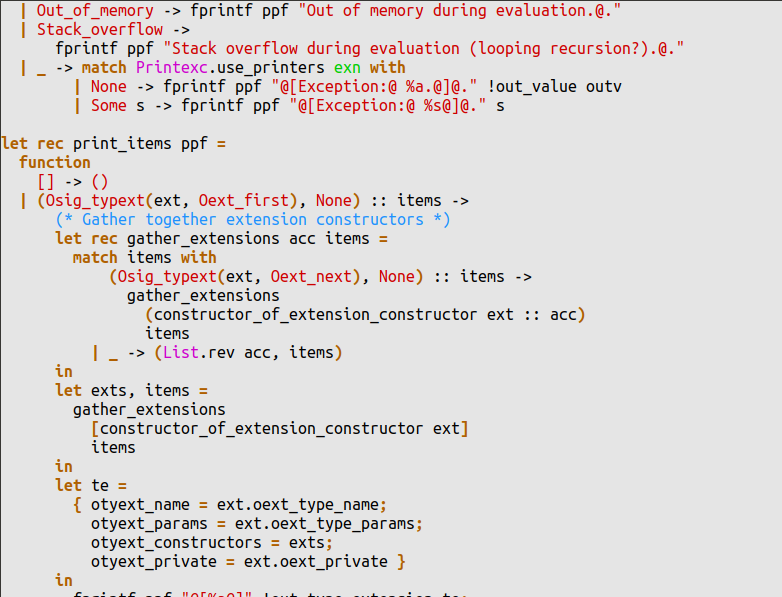 | Out_of_memory -> fprintf ppf "Out of memory during evaluation.@."
  | Stack_overflow ->
      fprintf ppf "Stack overflow during evaluation (looping recursion?).@."
  | _ -> match Printexc.use_printers exn with
        | None -> fprintf ppf "@[Exception:@ %a.@]@." !out_value outv
        | Some s -> fprintf ppf "@[Exception:@ %s@]@." s

let rec print_items ppf =
  function
    [] -> ()
  | (Osig_typext(ext, Oext_first), None) :: items ->
      (* Gather together extension constructors *)
      let rec gather_extensions acc items =
        match items with
            (Osig_typext(ext, Oext_next), None) :: items ->
              gather_extensions
                (constructor_of_extension_constructor ext :: acc)
                items
          | _ -> (List.rev acc, items)
      in
      let exts, items =
        gather_extensions
          [constructor_of_extension_constructor ext]
          items
      in
      let te =
        { otyext_name = ext.oext_type_name;
          otyext_params = ext.oext_type_params;
          otyext_constructors = exts;
          otyext_private = ext.oext_private }
      in
        fprintf ppf "@[%a@]" !out_type_extension te;